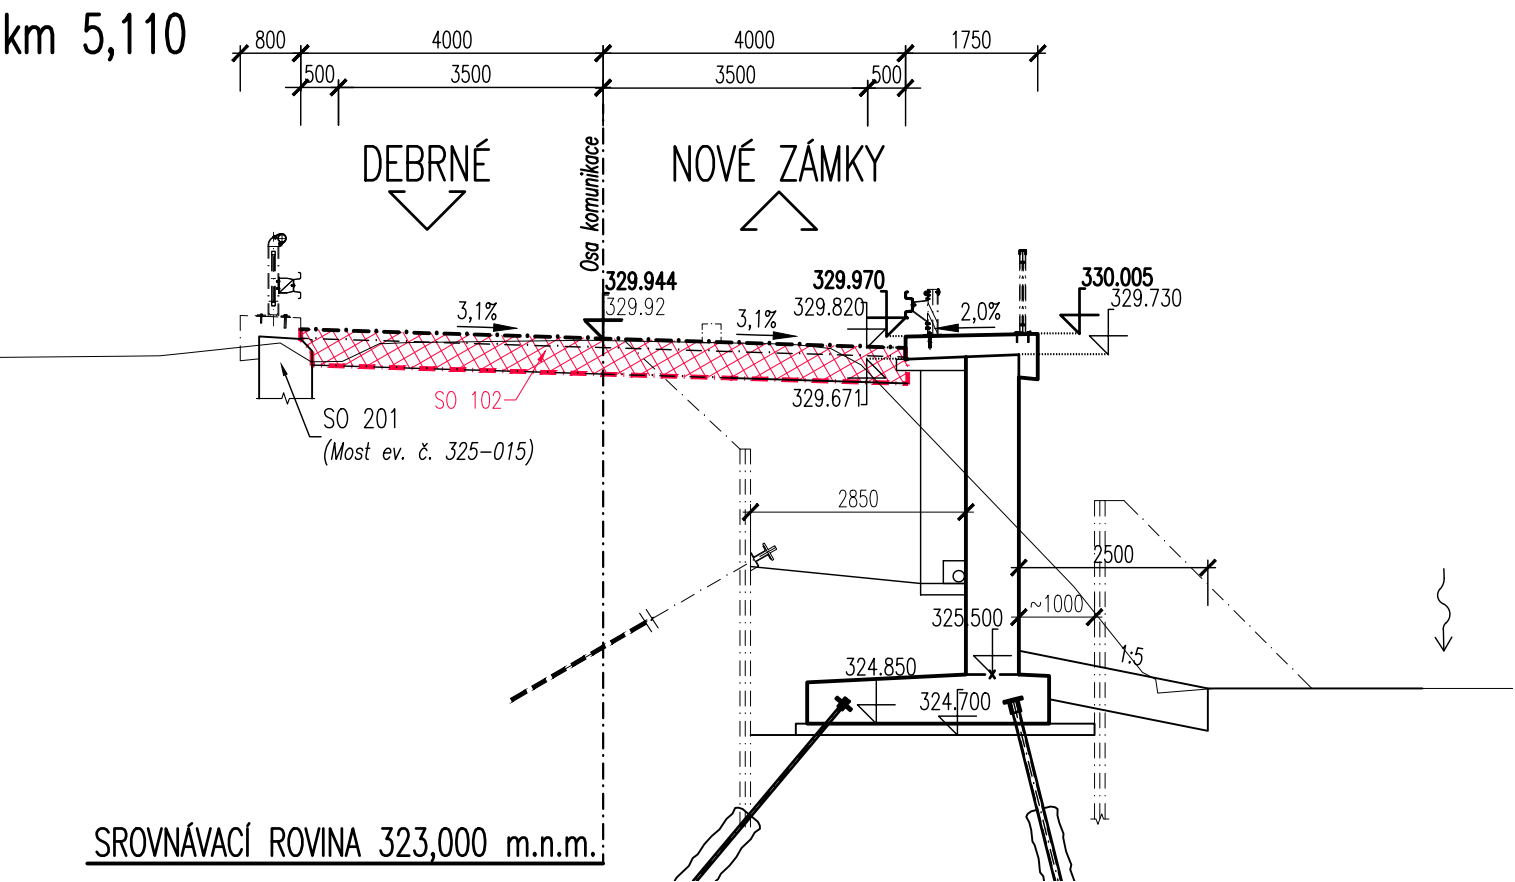 km 5,110
800 4000 4000 1750
500 3500 3500 500
DEBRNÉ NOVÉ ZÁMKY
Osa komunikace
329.944
329.92
329.970
329.820
330.005
329.730
3,1%
3,1%
2,0%
329.671
SO 102
SO 201
(Most ev. č. 325-015)
2850
2500
~1000
325.500
1:5
324.850
324.700
SROVNÁVACÍ ROVINA 323,000 m.n.m.